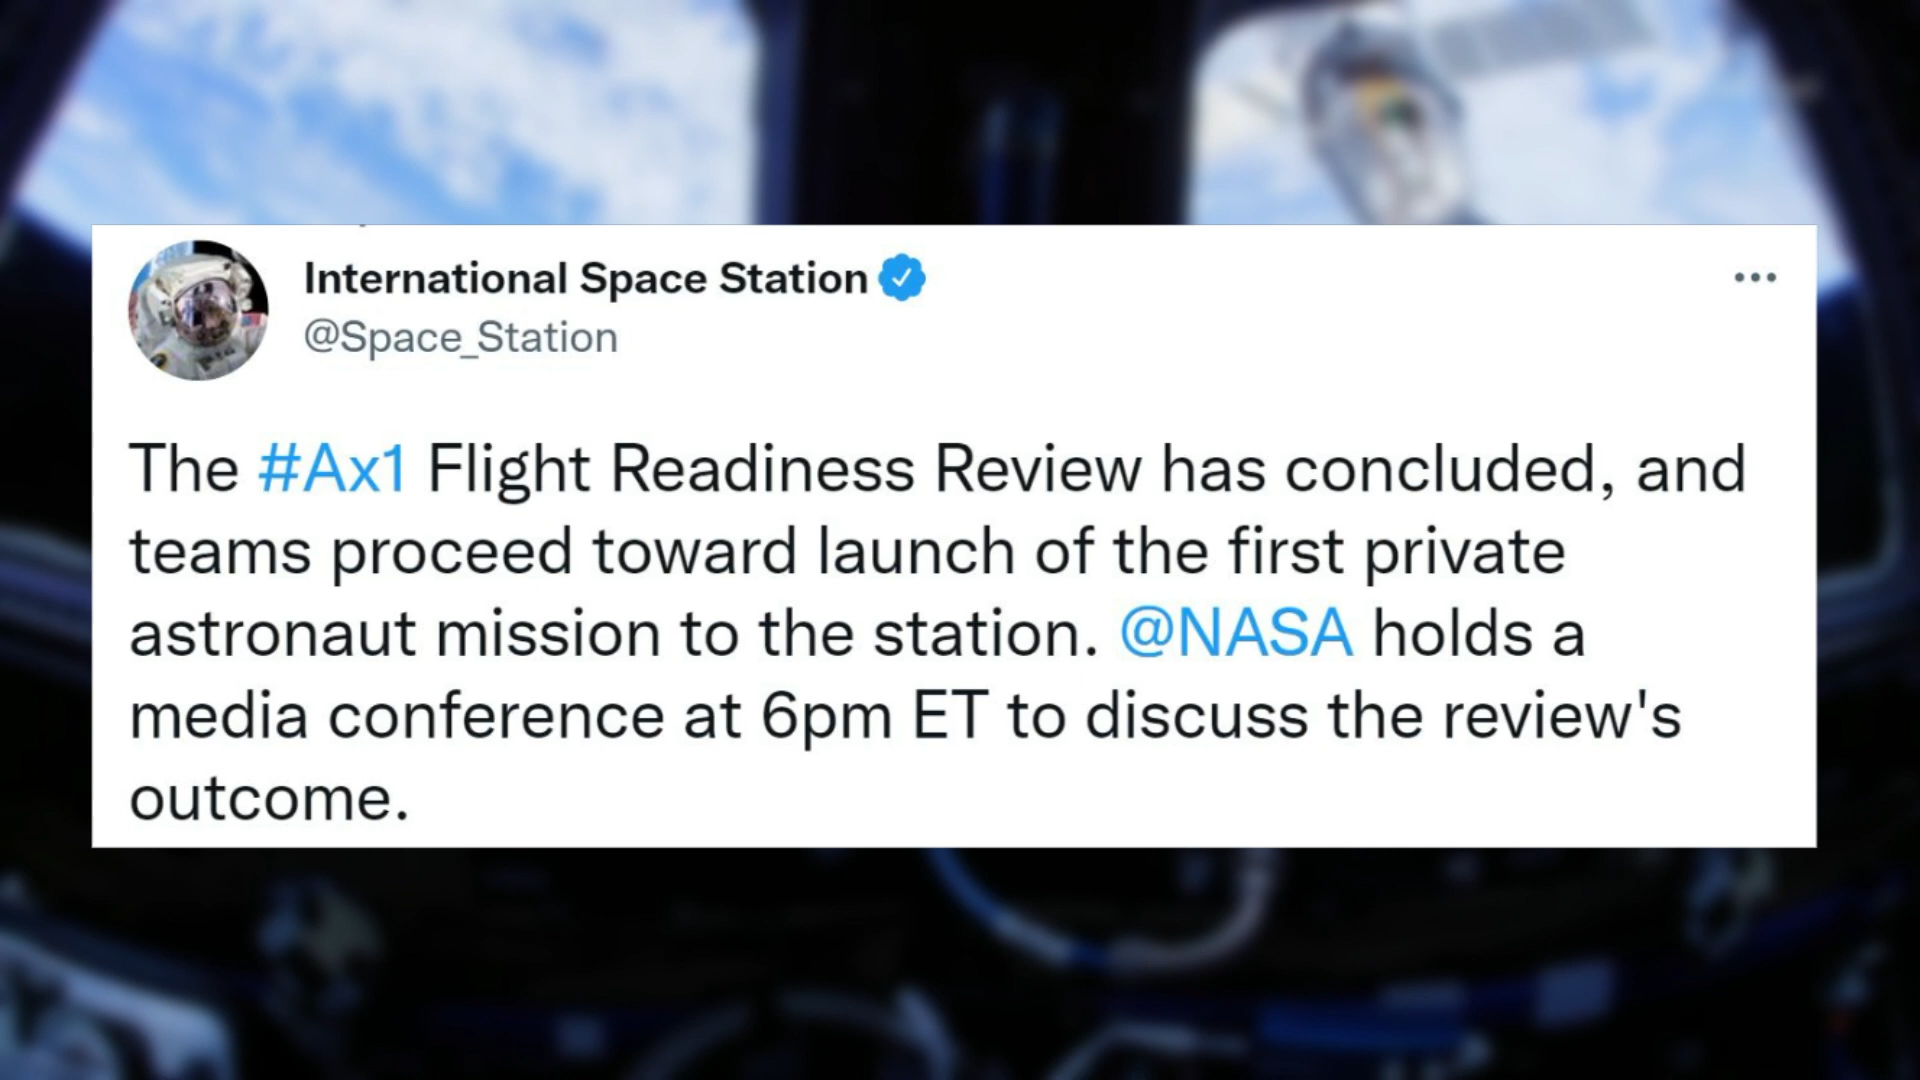 International Space Station
@Space_Station
The #Ax1 Flight Readiness Review has concluded, and
teams proceed toward launch of the first private
astronaut mission to the station. @NASA holds a
media conference at 6pm ET to discuss the review's
outcome.